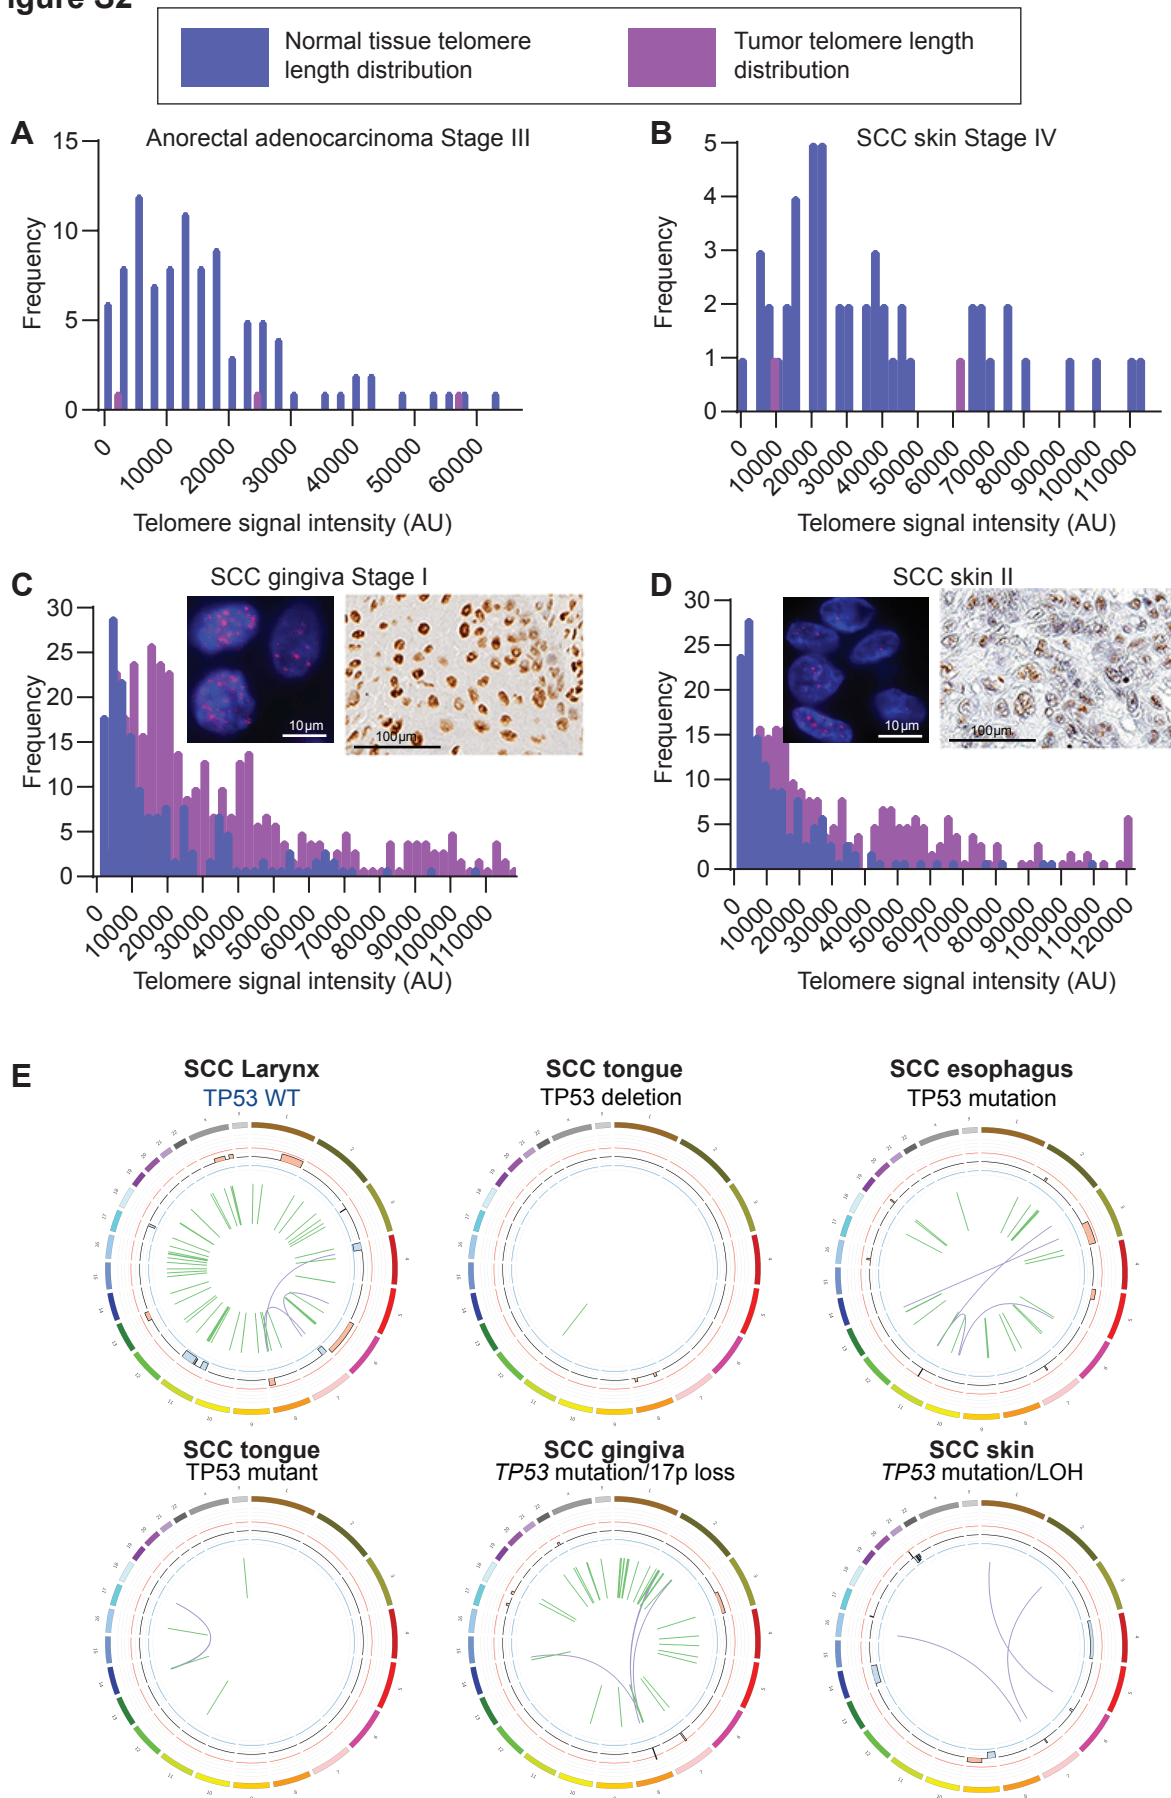 igure S2
Normal tissue telomere
length distribution
Tumor telomere length
distribution
A
Anorectal adenocarcinoma Stage III
15
10
5
0
Frequency
0
10000
20000
30000
40000
50000
60000
Telomere signal intensity (AU)
B
SCC skin Stage IV
5
4
3
2
1
0
Frequency
0
10000
20000
30000
40000
50000
60000
70000
80000
90000
100000
110000
Telomere signal intensity (AU)
C
SCC gingiva Stage I
30
25
20
15
10
5
0
Frequency
10µm
100µm
0
10000
20000
30000
40000
50000
60000
70000
80000
90000
100000
110000
Telomere signal intensity (AU)
D
SCC skin II
30
25
20
15
10
5
0
Frequency
10µm
100µm
0
10000
20000
30000
40000
50000
60000
70000
80000
90000
100000
110000
120000
Telomere signal intensity (AU)
E
SCC Larynx
TP53 WT
SCC tongue
TP53 deletion
SCC esophagus
TP53 mutation
SCC tongue
TP53 mutant
SCC gingiva
TP53 mutation/17p loss
SCC skin
TP53 mutation/LOH